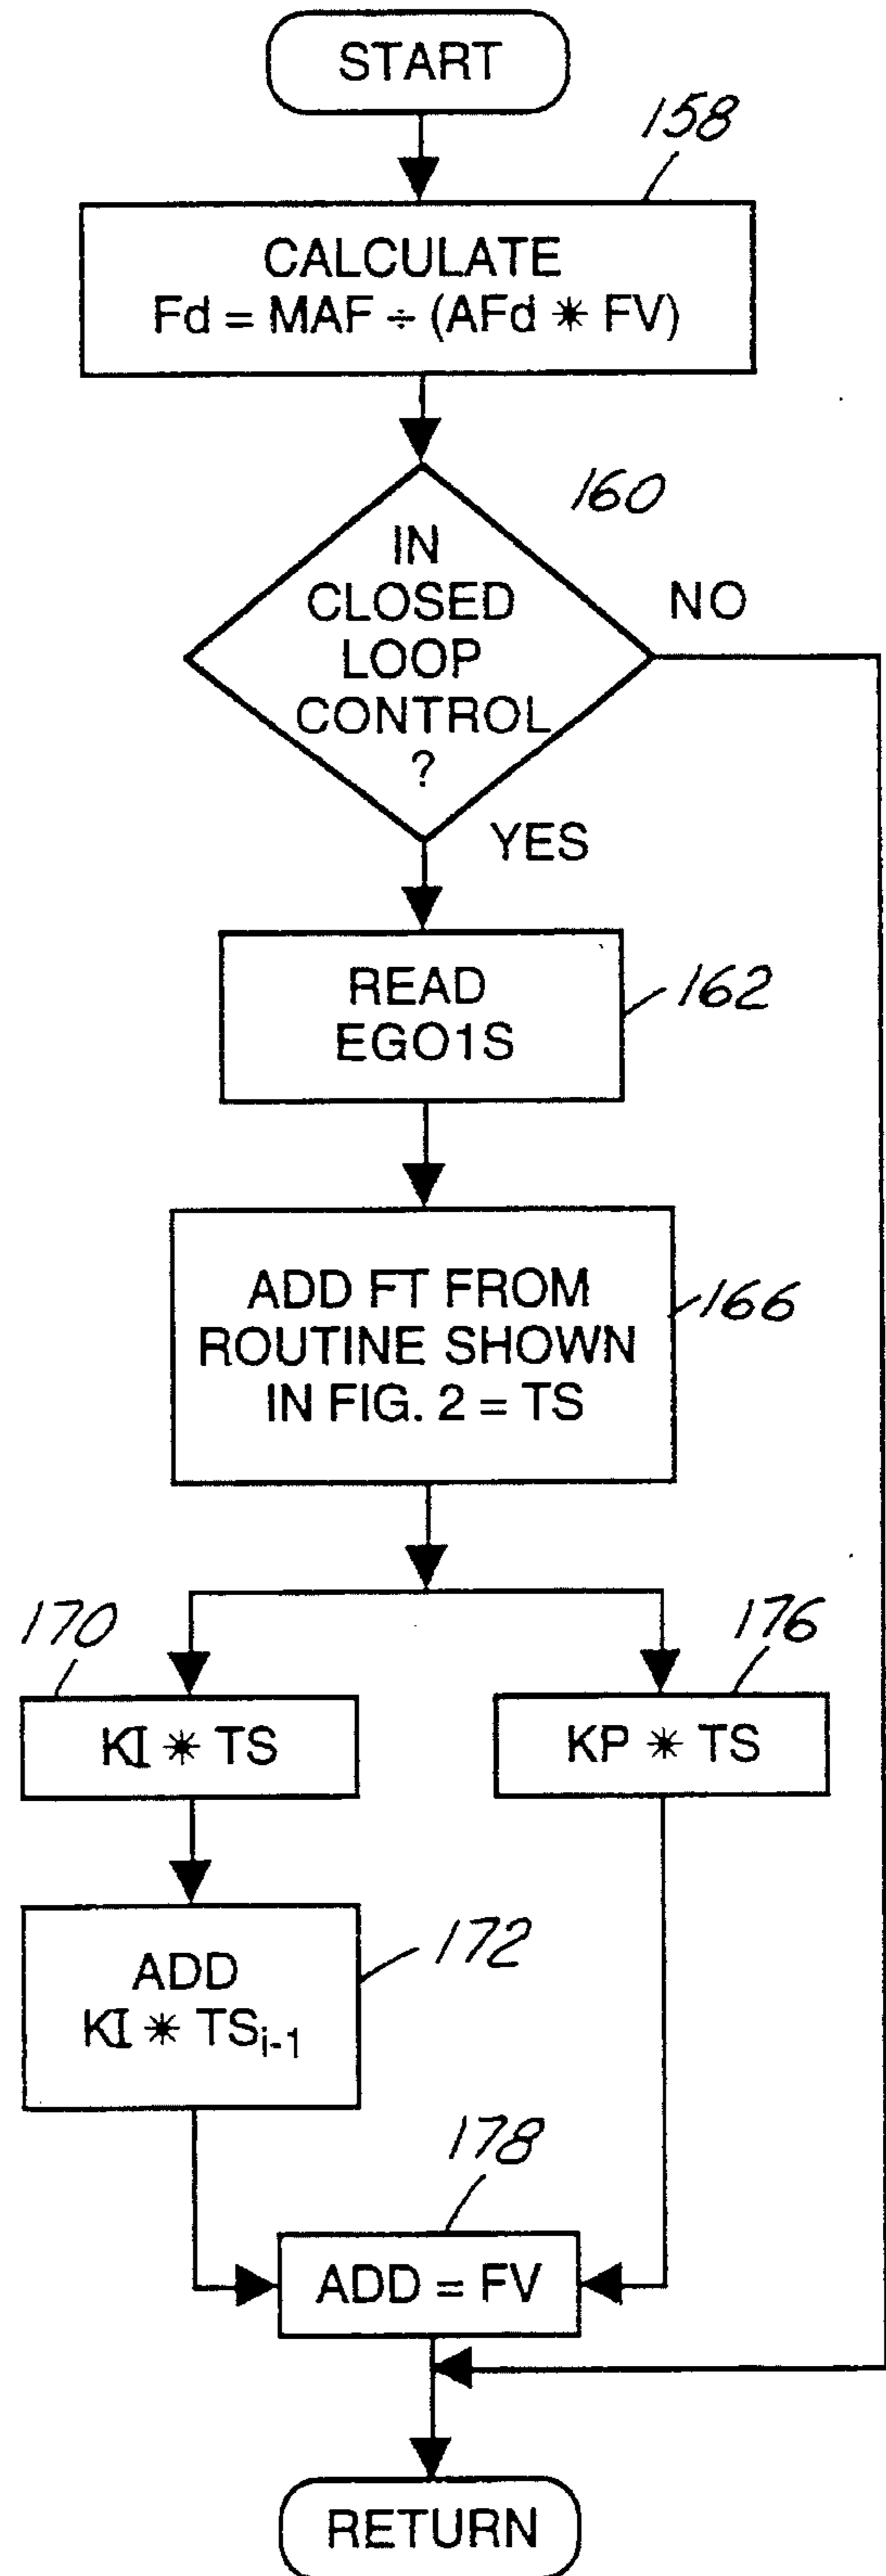 START
158
CALCULATE
Fd = MAF ÷ (AFd * FV)
160
IN
CLOSED
LOOP
CONTROL
?
NO
YES
READ
EGO1S
162
ADD FT FROM
ROUTINE SHOWN
IN FIG. 2 = TS
166
170
176
KI * TS
KP * TS
ADD
KI * TSi-1
172
178
ADD = FV
RETURN